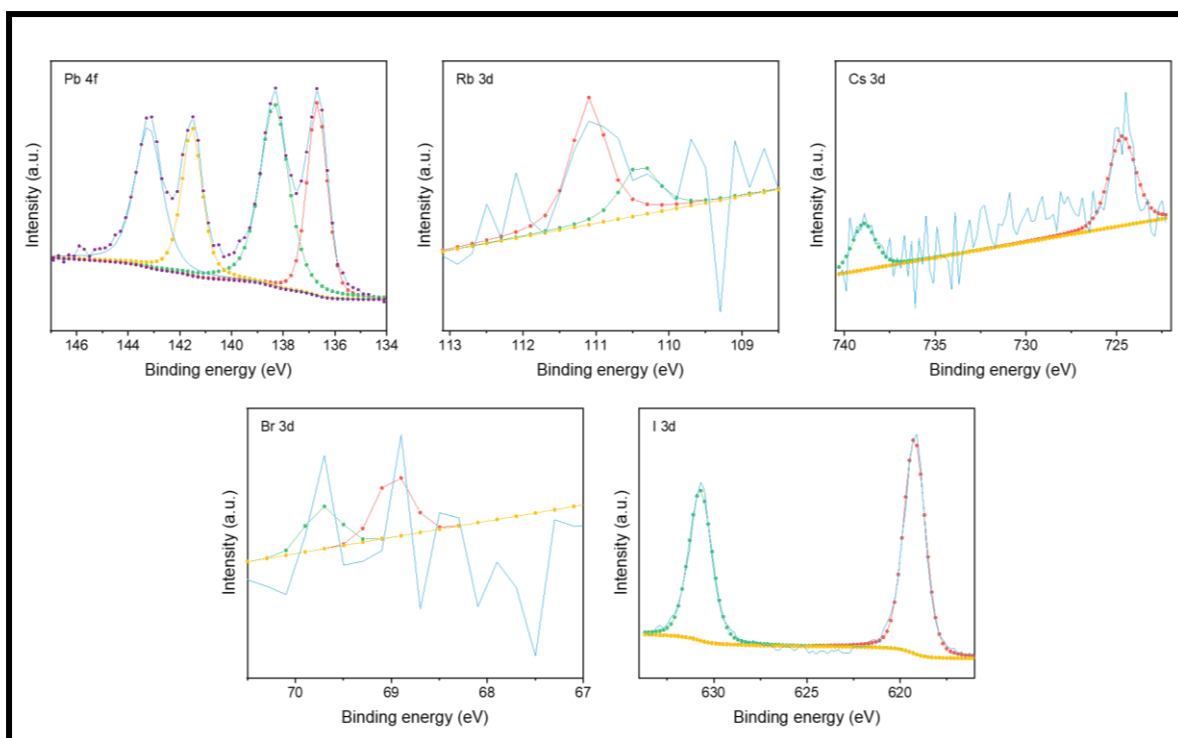 Pb 4f
Intensity (a.u.)
146 144 142 140 138 136 134
Binding energy (eV)
Rb 3d
Intensity (a.u.)
113 112 111 110 109
Binding energy (eV)
Cs 3d
Intensity (a.u.)
740 735 730 725
Binding energy (eV)
Br 3d
Intensity (a.u.)
70 69 68 67
Binding energy (eV)
I 3d
Intensity (a.u.)
630 625 620
Binding energy (eV)